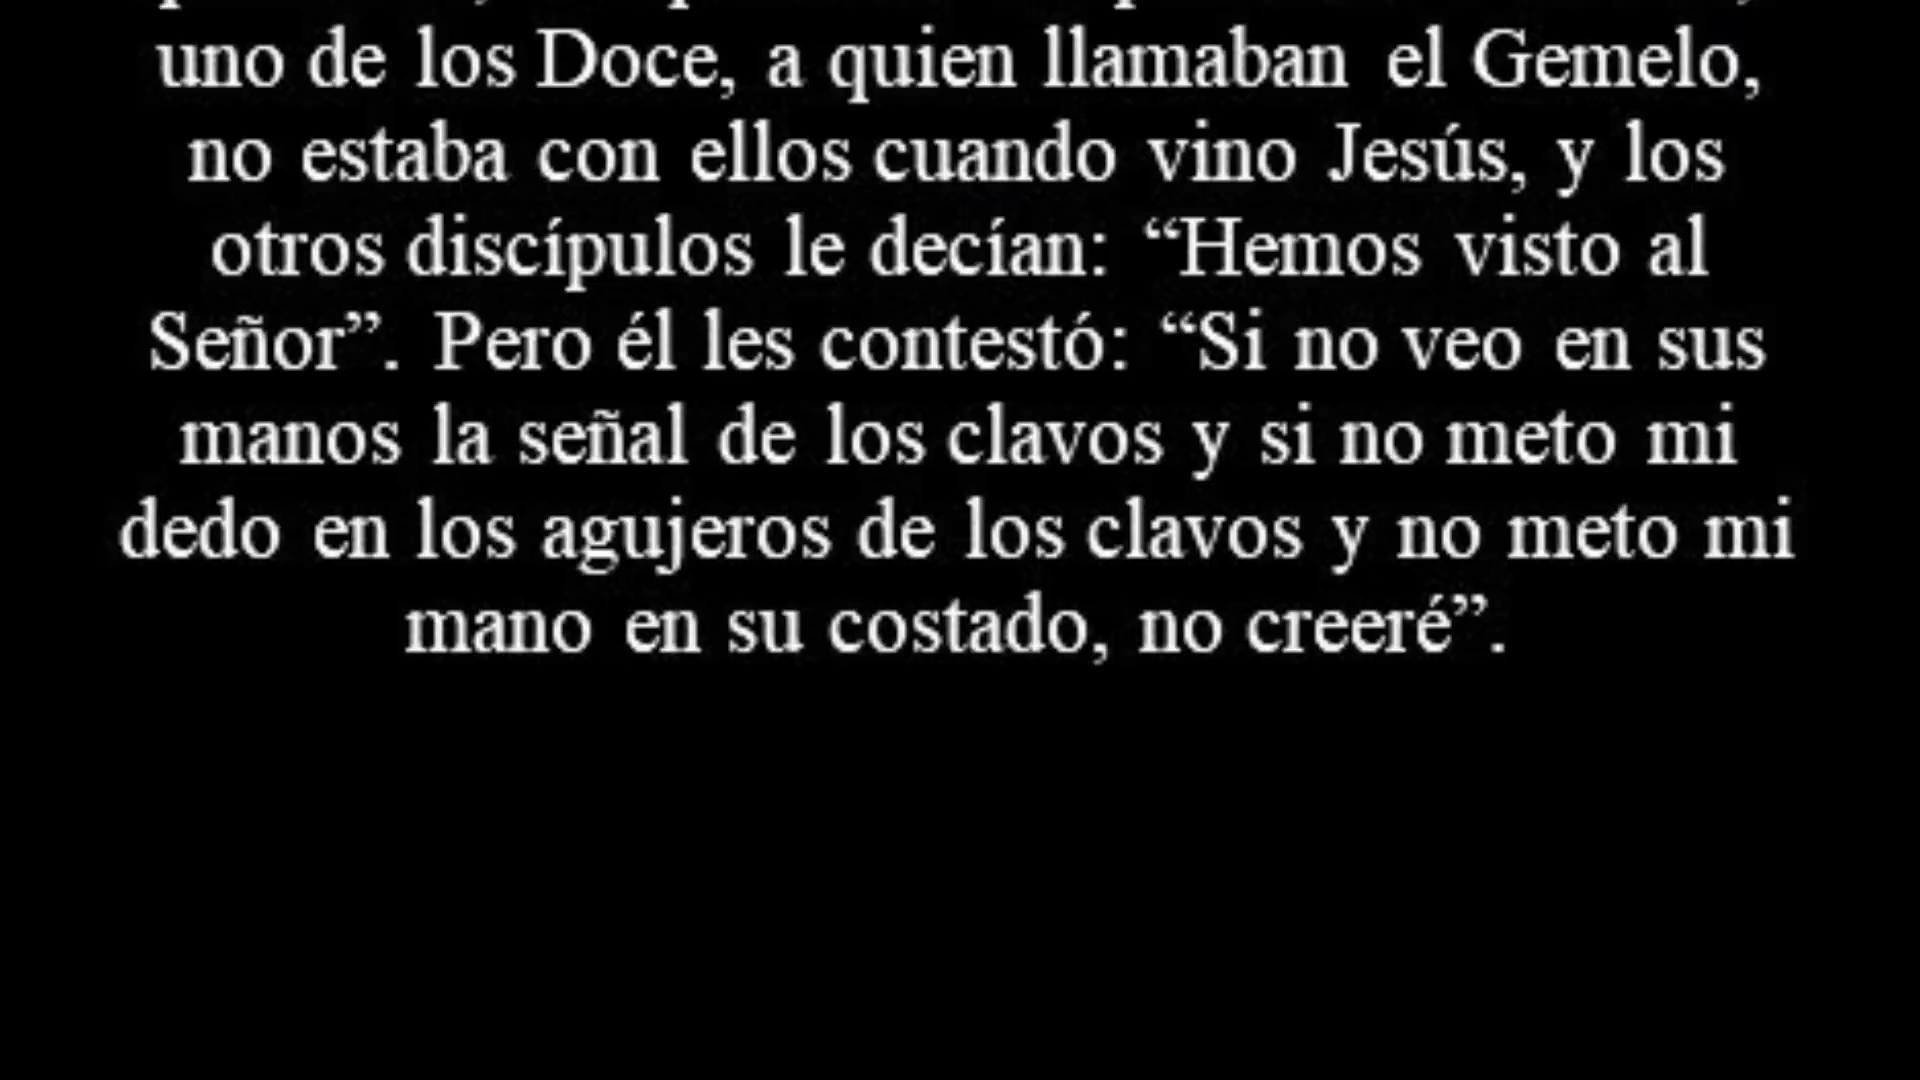 uno de los Doce, a quien llamaban el Gemelo,
no estaba con ellos cuando vino Jesús, y los
otros discípulos le decían: “Hemos visto al
Señor”. Pero él les contestó: “Si no veo en sus
manos la señal de los clavos y si no meto mi
dedo en los agujeros de los clavos y no meto mi
mano en su costado, no creeré”.